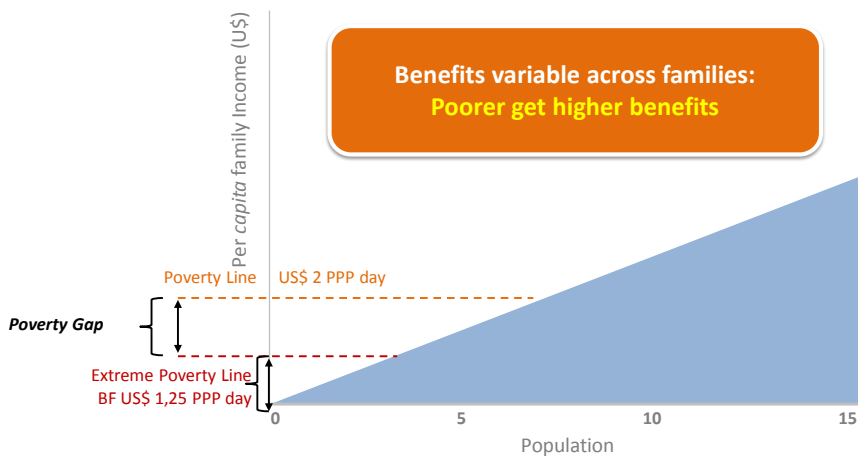 Per capita family Income (U$)
Benefits variable across families:
Poorer get higher benefits
Poverty Line US$ 2 PPP day
Poverty Gap
Extreme Poverty Line
BF US$ 1,25 PPP day
0 5 10 15
Population